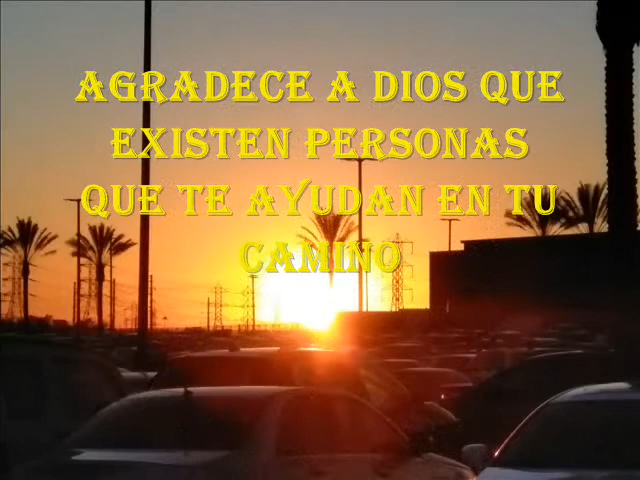 AGRADECE A DIOS QUE
EXISTEN PERSONAS
QUE TE AYUDAN EN TU
CAMINO